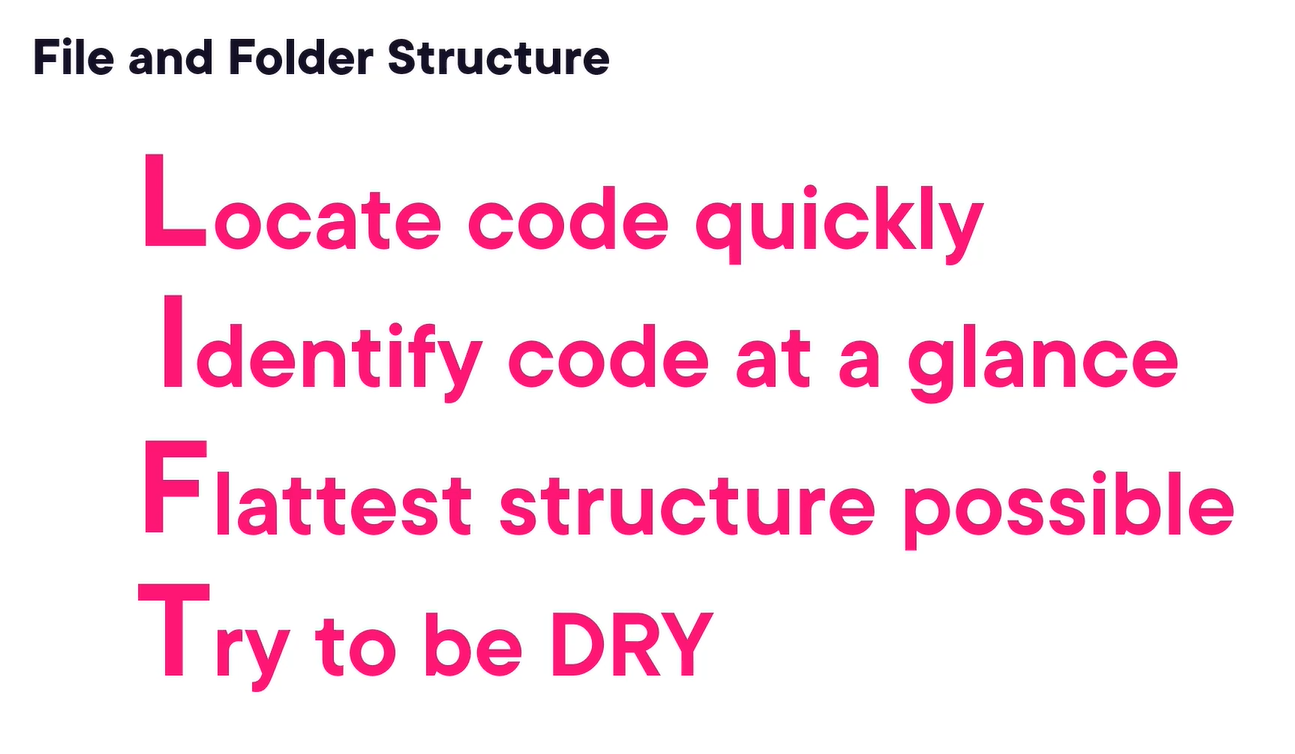 File and Folder Structure
Locate code quickly
Identify code at a glance
Flattest structure possible
Try to be DRY